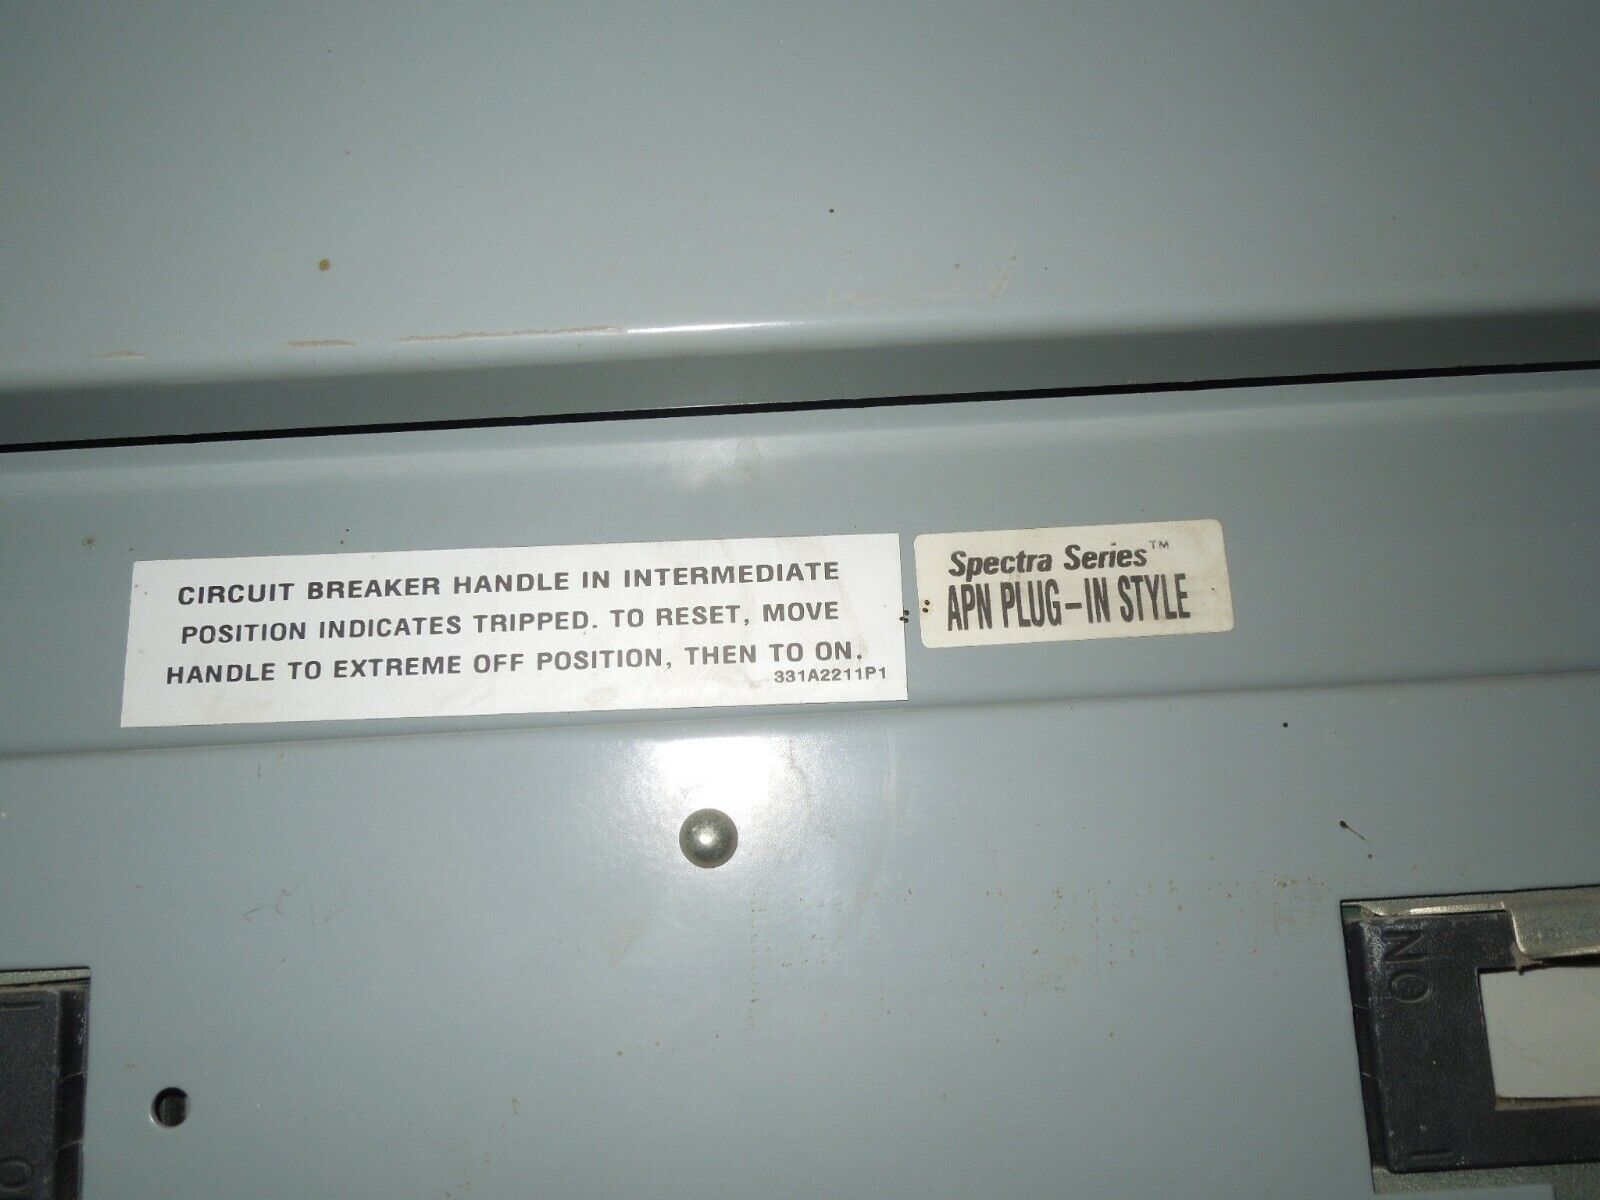 CIRCUIT BREAKER HANDLE IN INTERMEDIATE
POSITION INDICATES TRIPPED. TO RESET, MOVE
HANDLE TO EXTREME OFF POSITION, THEN TO ON.
331A2211P1
Spectra Series™
APN PLUG-IN STYLE
ON
I
I
O